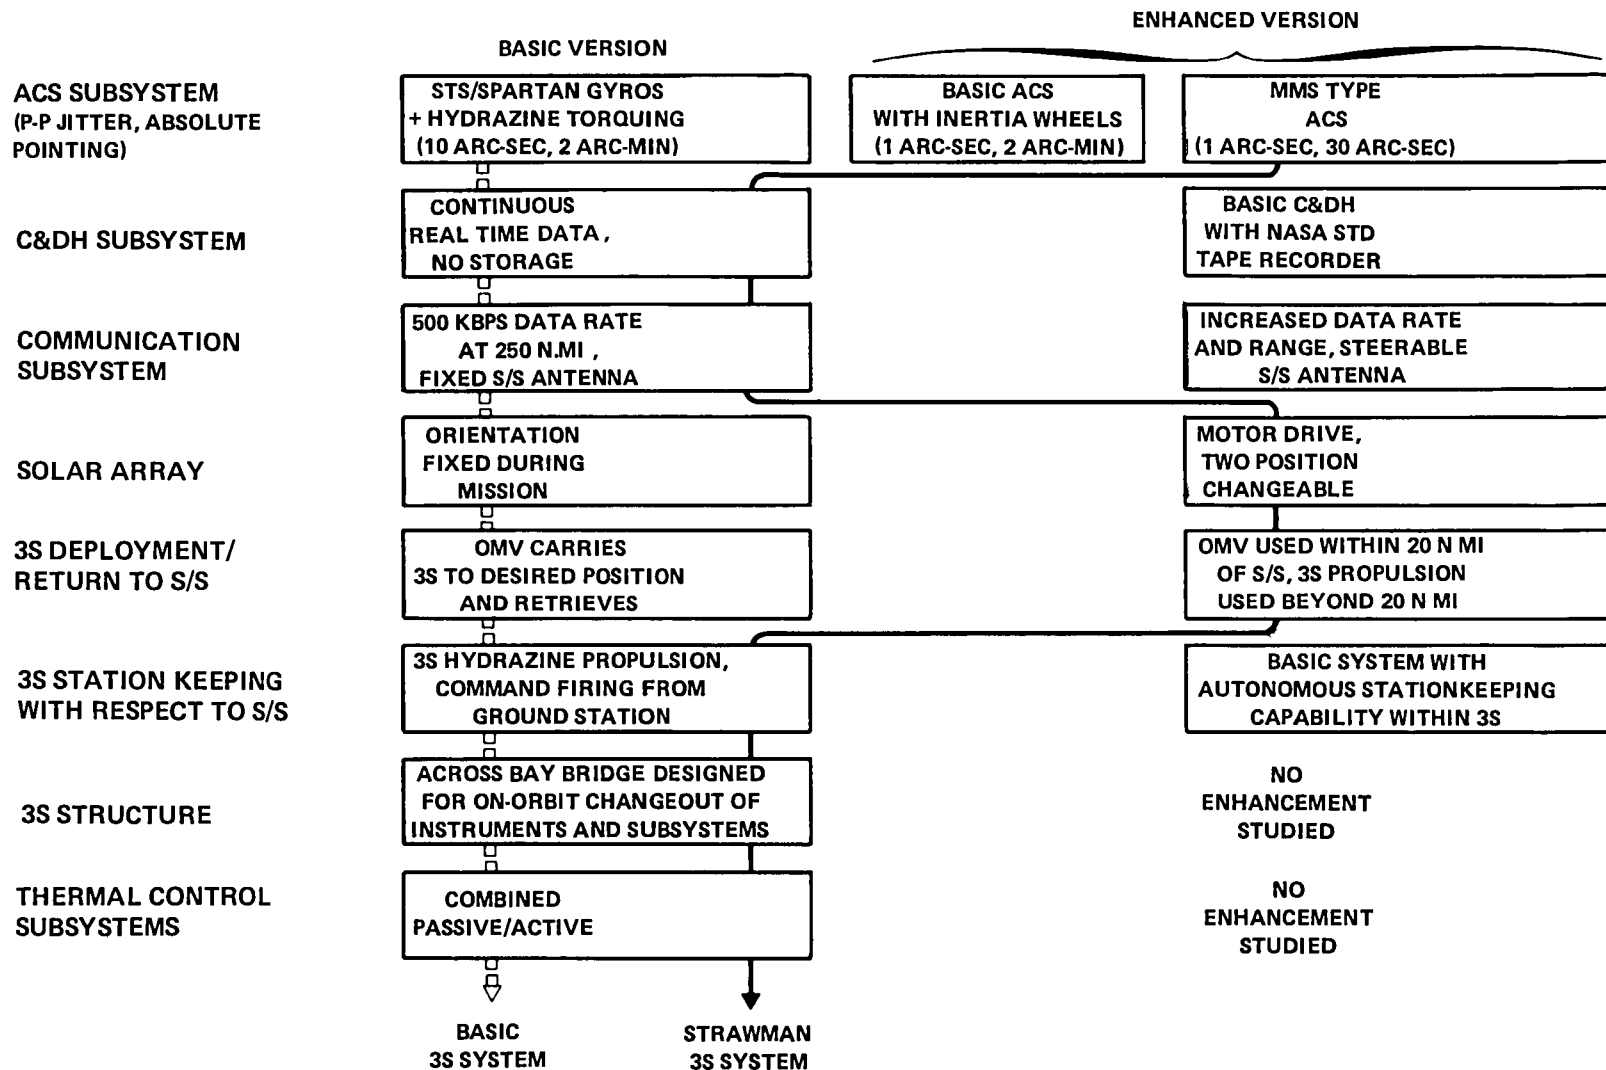 ENHANCED VERSION
BASIC VERSION
ACS SUBSYSTEM
(P-P JITTER, ABSOLUTE
POINTING)
STS/SPARTAN GYROS
+ HYDRAZINE TORQUING
(10 ARC-SEC, 2 ARC-MIN)
BASIC ACS
WITH INERTIA WHEELS
(1 ARC-SEC, 2 ARC-MIN)
MMS TYPE
ACS
(1 ARC-SEC, 30 ARC-SEC)
C&DH SUBSYSTEM
CONTINUOUS
REAL TIME DATA,
NO STORAGE
BASIC C&DH
WITH NASA STD
TAPE RECORDER
COMMUNICATION
SUBSYSTEM
500 KBPS DATA RATE
AT 250 N.MI,
FIXED S/S ANTENNA
INCREASED DATA RATE
AND RANGE, STEERABLE
S/S ANTENNA
SOLAR ARRAY
ORIENTATION
FIXED DURING
MISSION
MOTOR DRIVE,
TWO POSITION
CHANGEABLE
3S DEPLOYMENT/
RETURN TO S/S
OMV CARRIES
3S TO DESIRED POSITION
AND RETRIEVES
OMV USED WITHIN 20 N MI
OF S/S, 3S PROPULSION
USED BEYOND 20 N MI
3S STATION KEEPING
WITH RESPECT TO S/S
3S HYDRAZINE PROPULSION,
COMMAND FIRING FROM
GROUND STATION
BASIC SYSTEM WITH
AUTONOMOUS STATIONKEEPING
CAPABILITY WITHIN 3S
3S STRUCTURE
ACROSS BAY BRIDGE DESIGNED
FOR ON-ORBIT CHANGEOUT OF
INSTRUMENTS AND SUBSYSTEMS
NO
ENHANCEMENT
STUDIED
THERMAL CONTROL
SUBSYSTEMS
COMBINED
PASSIVE/ACTIVE
NO
ENHANCEMENT
STUDIED
BASIC
3S SYSTEM
STRAWMAN
3S SYSTEM